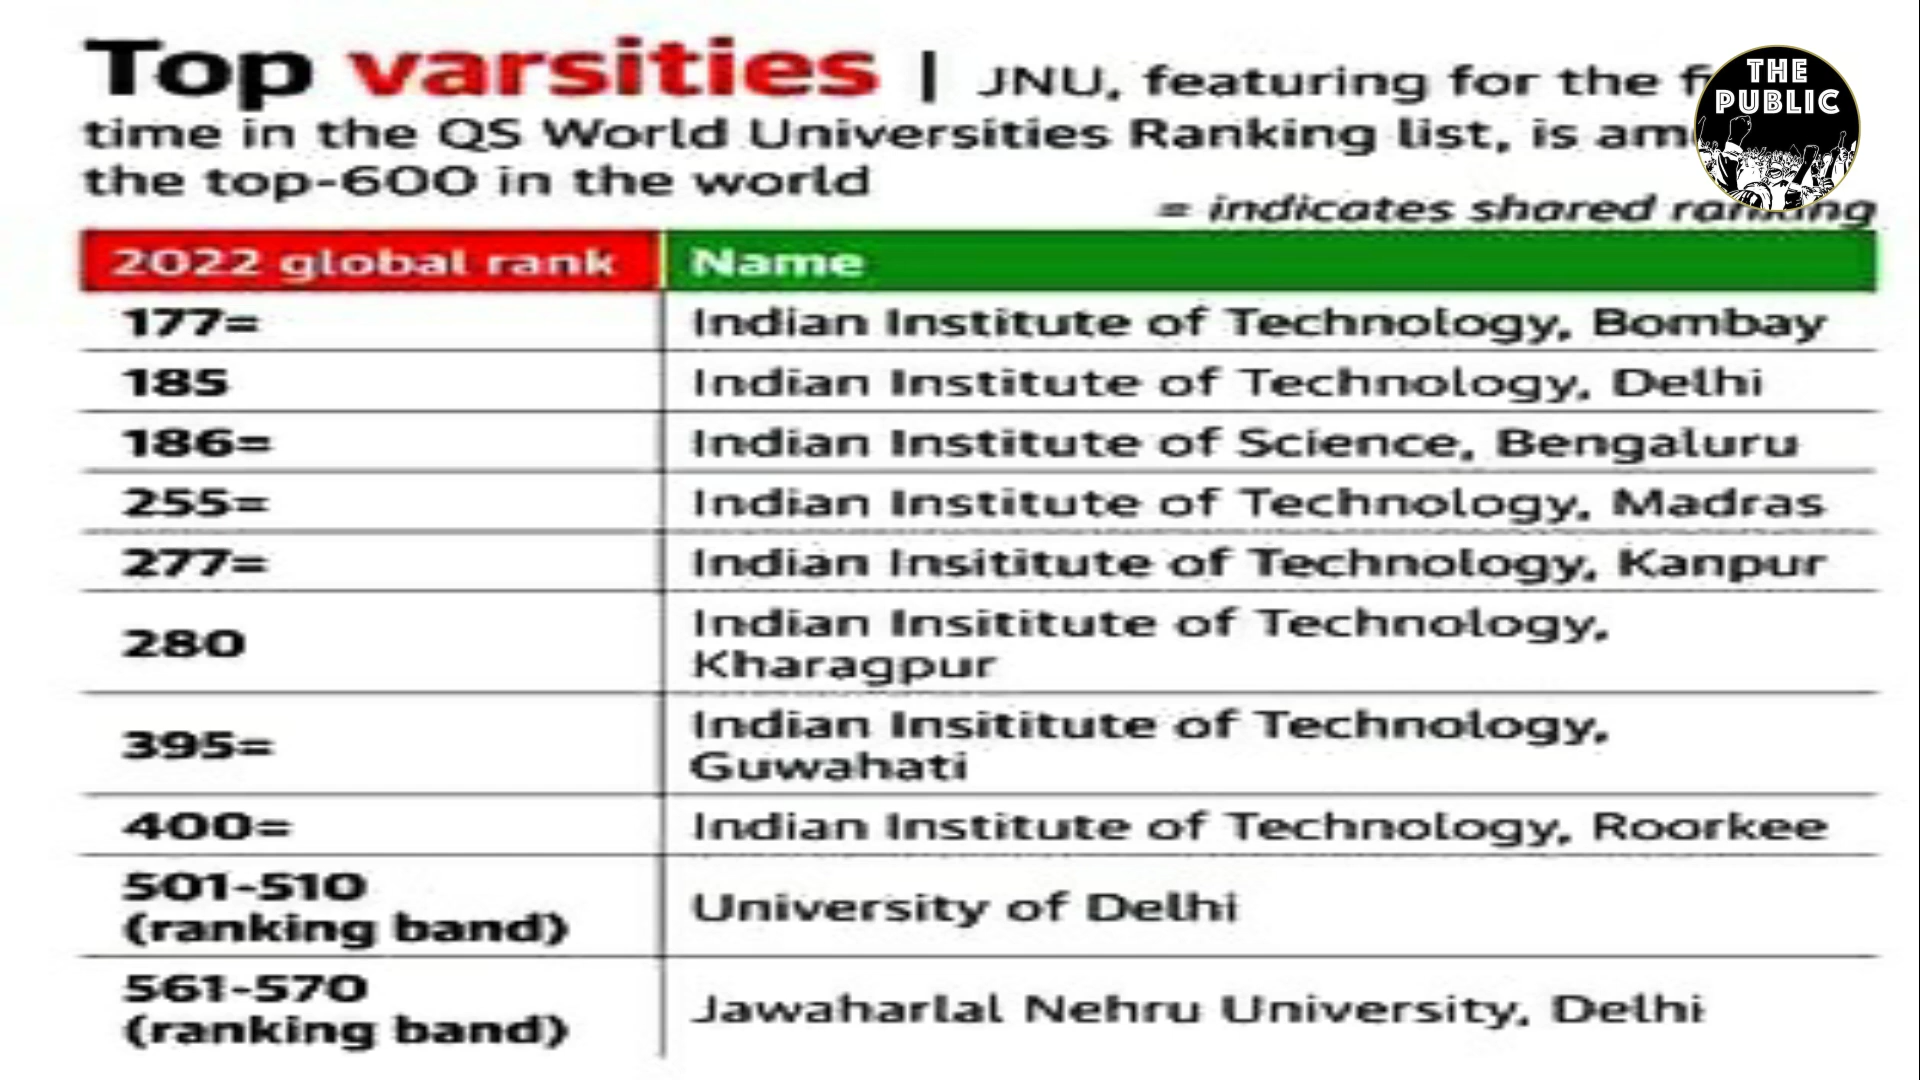 Top varsities | JNU, featuring for the
time in the QS World Universities Ranking list, is
the top-600 in the world
= indicates shared ranking
THE
PUBLIC
2022 global rank Name
177= Indian Institute of Technology, Bombay
185 Indian Institute of Technology, Delhi
186= Indian Institute of Science, Bengaluru
255= Indian Institute of Technology, Madras
277= Indian Insititute of Technology, Kanpur
280 Indian Insititute of Technology,
Kharagpur
395= Indian Insititute of Technology,
Guwahati
400= Indian Institute of Technology, Roorkee
501-510
(ranking band) University of Delhi
561-570
(ranking band) Jawaharlal Nehru University, Delhi